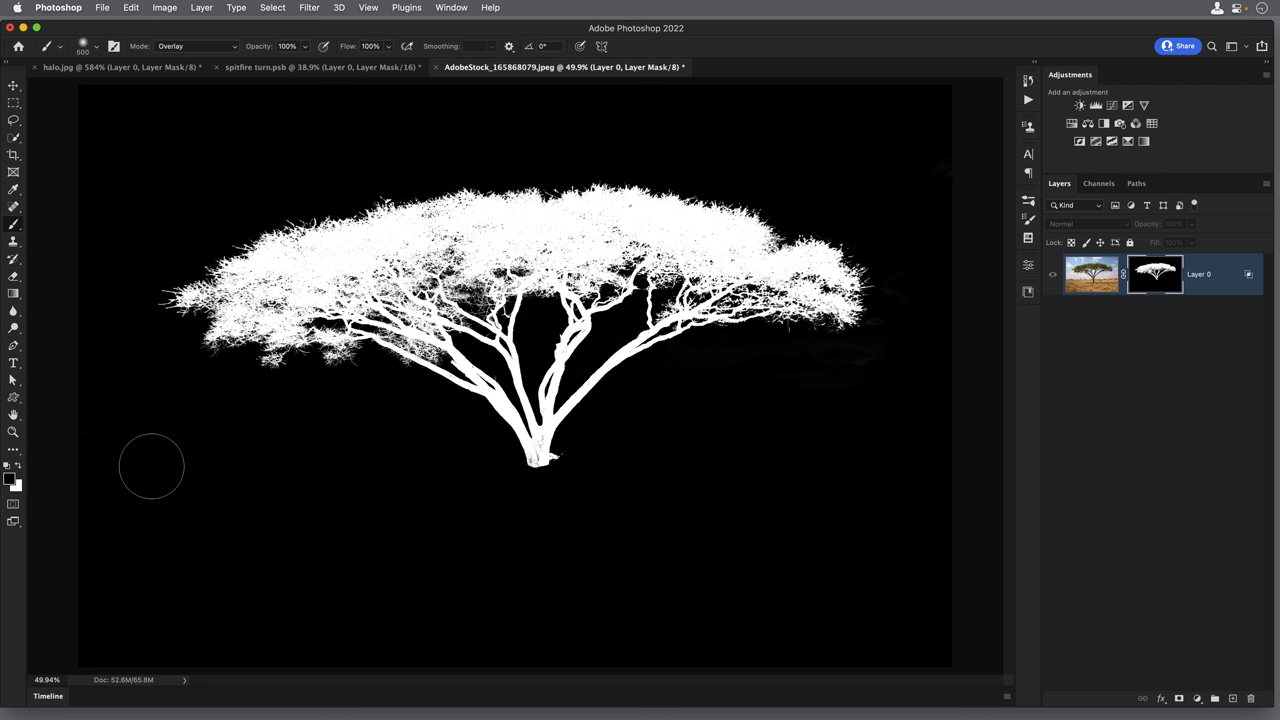 Photoshop File Edit Image Layer Type Select Filter 3D View Plugins Window Help
Adobe Photoshop 2022
500 Mode: Overlay Opacity: 100% Flow: 100% Smoothing: 0° Share
halo.jpg @ 584% (Layer 0, Layer Mask/8) * spitfire turn.psb @ 38.9% (Layer 0, Layer Mask/16) * AdobeStock_165868079.jpeg @ 49.9% (Layer 0, Layer Mask/8) *
Adjustments
Add an adjustment
Layers Channels Paths
Kind
Normal Opacity: 100%
Lock: Fill: 100%
Layer 0
49.94% Doc: 52.6M/65.8M
Timeline